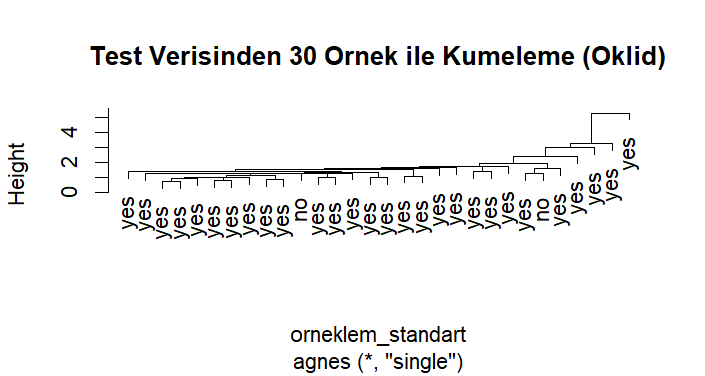 Test Verisinden 30 Ornek ile Kumeleme (Oklid)
Height
4
2
0
yes yes yes yes yes yes yes yes yes yes no yes yes yes yes yes yes yes yes yes yes yes yes yes no yes yes yes yes yes
orneklem_standart
agnes (*, "single")